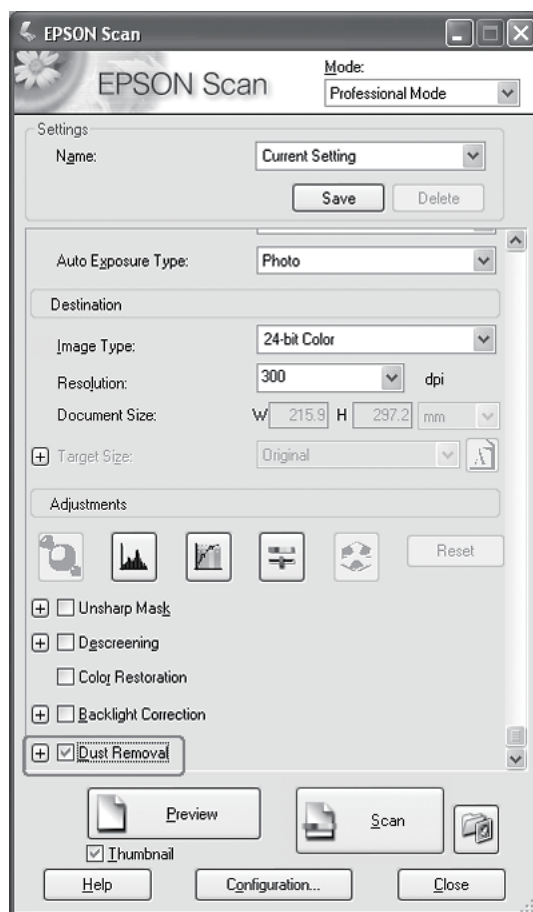 EPSON Scan
EPSON Scan
Mode:
Professional Mode
Settings
Name: Current Setting
Save Delete
Auto Exposure Type: Photo
Destination
Image Type: 24-bit Color
Resolution: 300 dpi
Document Size: W 215.9 H 297.2 mm
Target Size: Original
Adjustments
Reset
Unsharp Mask
Descreening
Color Restoration
Backlight Correction
Dust Removal
Preview Scan
Thumbnail
Help Configuration... Close